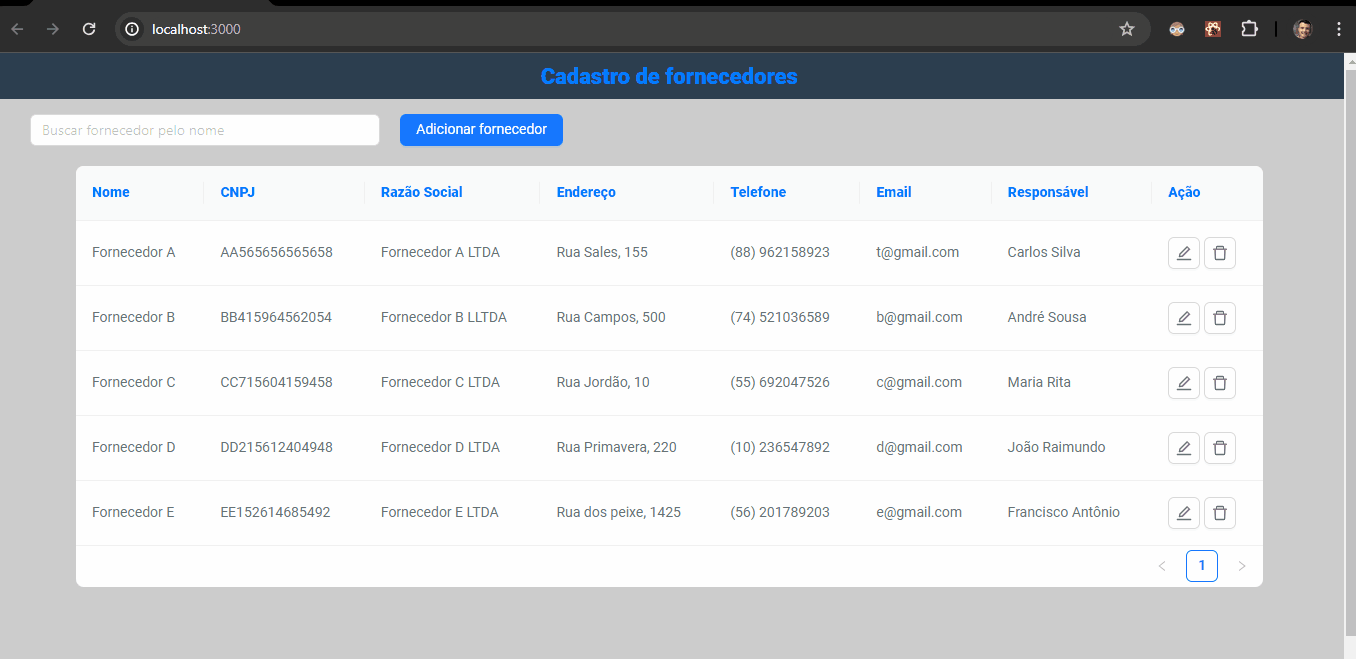 localhost:3000
Cadastro de fornecedores
Buscar fornecedor pelo nome
Adicionar fornecedor
Nome CNPJ Razão Social Endereço Telefone Email Responsável Ação
Fornecedor A AA565656565658 Fornecedor A LTDA Rua Sales, 155 (88) 962158923 t@gmail.com Carlos Silva
Fornecedor B BB415964562054 Fornecedor B LLTDA Rua Campos, 500 (74) 521036589 b@gmail.com André Sousa
Fornecedor C CC715604159458 Fornecedor C LTDA Rua Jordão, 10 (55) 692047526 c@gmail.com Maria Rita
Fornecedor D DD215612404948 Fornecedor D LTDA Rua Primavera, 220 (10) 236547892 d@gmail.com João Raimundo
Fornecedor E EE152614685492 Fornecedor E LTDA Rua dos peixe, 1425 (56) 201789203 e@gmail.com Francisco Antônio
1